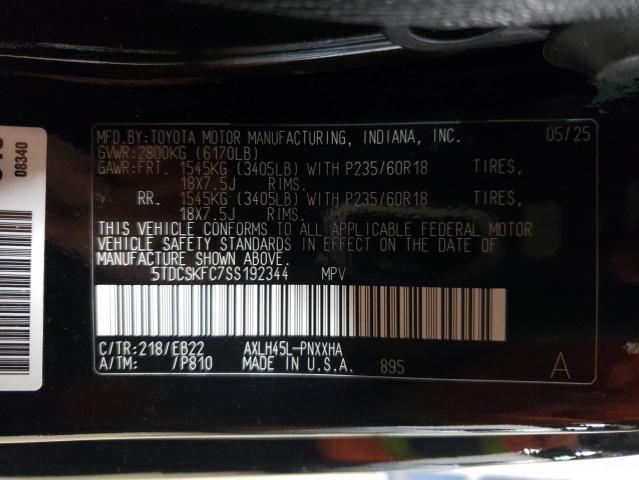 08340
MFD.BY:TOYOTA MOTOR MANUFACTURING, INDIANA, INC. 05/25
GVWR:2800KG (6170LB)
GAWR:FRT. 1545KG (3405LB) WITH P235/60R18 TIRES,
18X7.5J RIMS.
RR. 1545KG (3405LB) WITH P235/60R18 TIRES,
18X7.5J RIMS.
THIS VEHICLE CONFORMS TO ALL APPLICABLE FEDERAL MOTOR
VEHICLE SAFETY STANDARDS IN EFFECT ON THE DATE OF
MANUFACTURE SHOWN ABOVE.
5TDCSKFC7SS192344 MPV
C/TR:218/EB22 AXLH45L-PNXXHA
A/TM: /P810 MADE IN U.S.A. 895 A